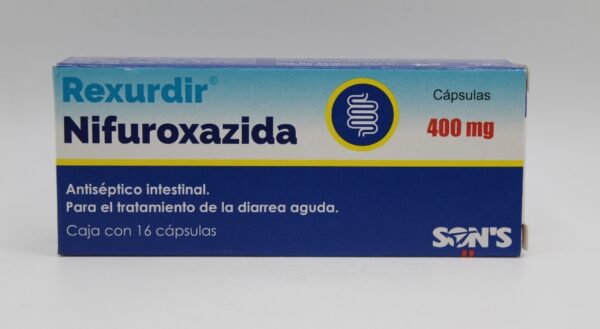 Rexurdir®
Nifuroxazida
Cápsulas
400 mg
Antiséptico intestinal.
Para el tratamiento de la diarrea aguda.
Caja con 16 cápsulas
SON'S